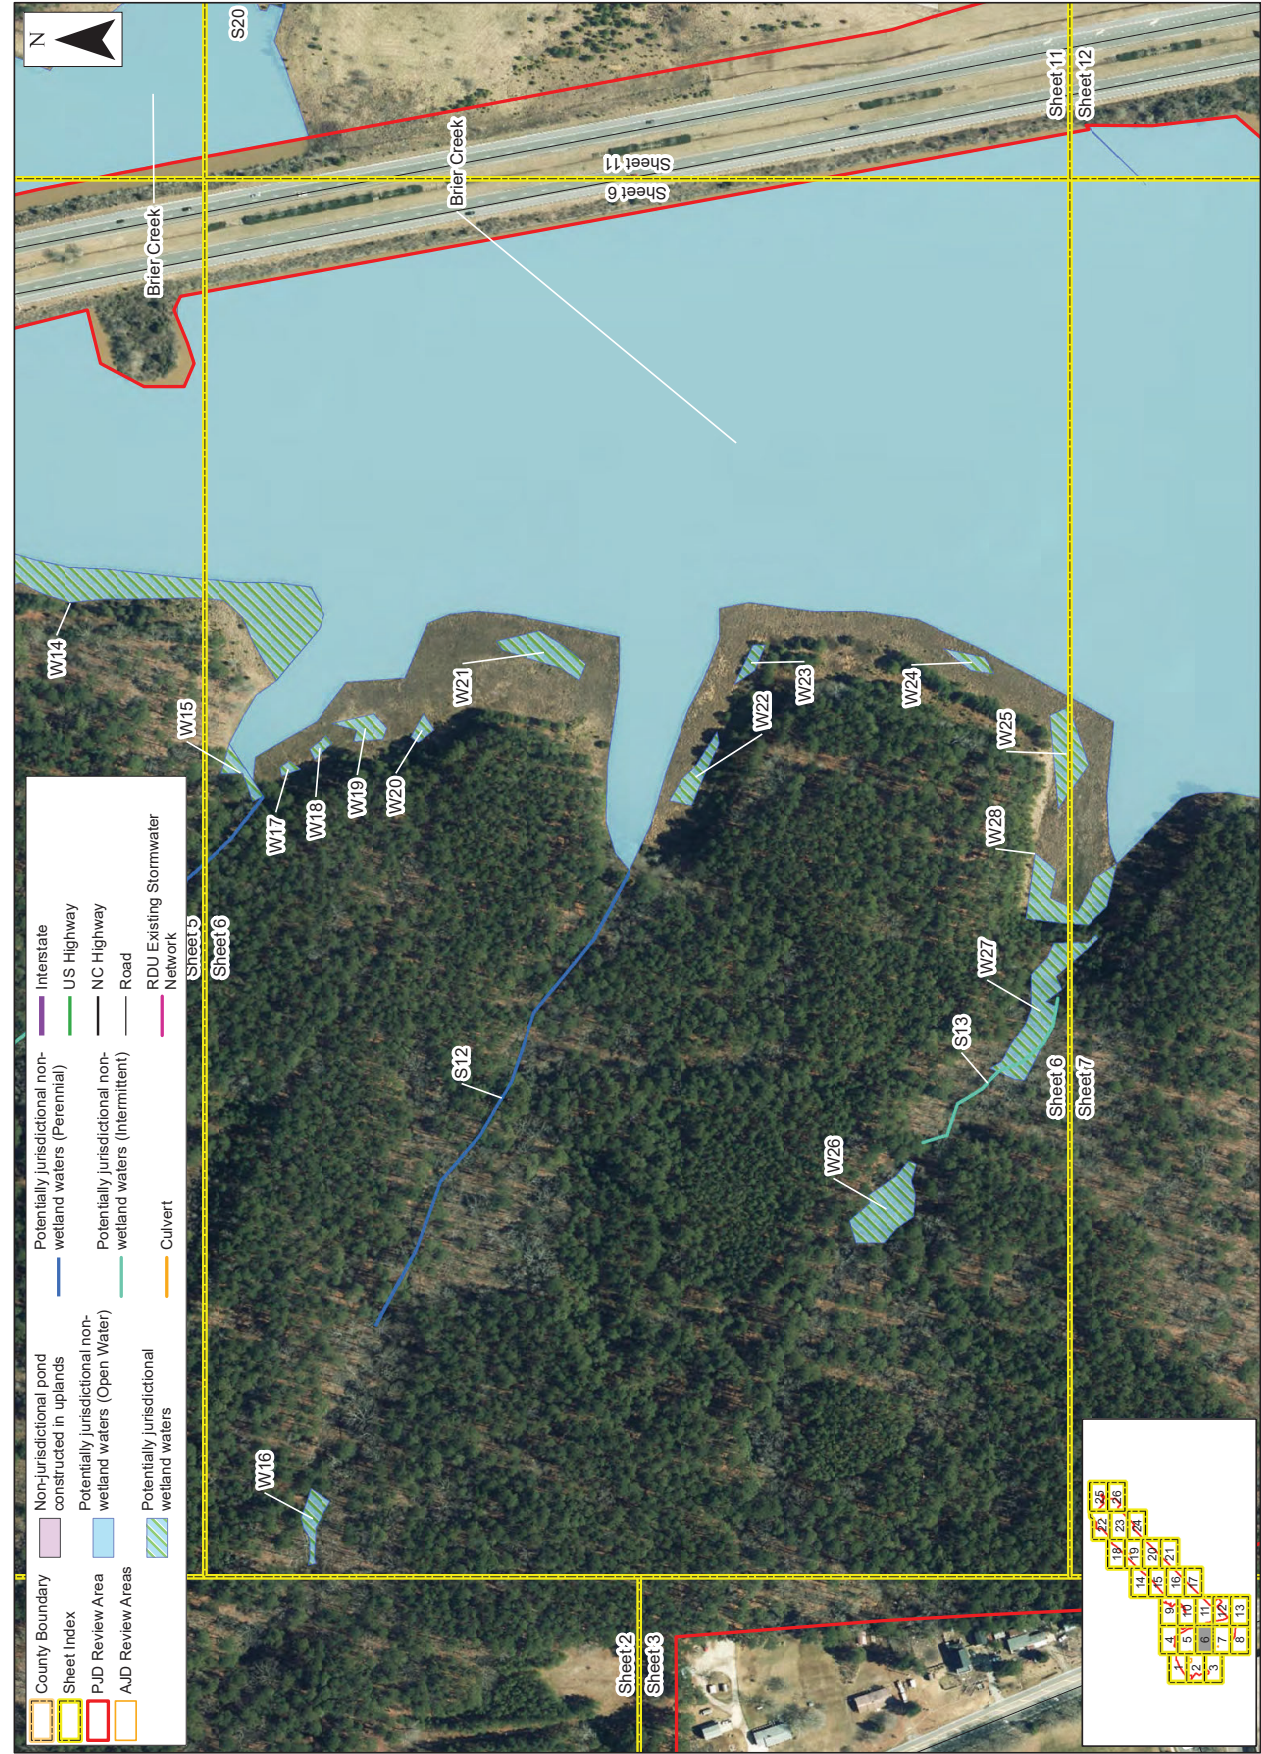 N
County Boundary
Sheet Index
PJD Review Area
AJD Review Areas
Non-jurisdictional pond
constructed in uplands
Potentially jurisdictional non-
wetland waters (Open Water)
Potentially jurisdictional
wetland waters
Potentially jurisdictional non-
wetland waters (Perennial)
Potentially jurisdictional non-
wetland waters (Intermittent)
Culvert
Interstate
US Highway
NC Highway
Road
RDU Existing Stormwater
Network
S20
Brier Creek
Brier Creek
Sheet 11
Sheet 6
Sheet 11
Sheet 12
Sheet 5
Sheet 6
Sheet 2
Sheet 3
Sheet 6
Sheet 7
W14
W15
W16
W17
W18
W19
W20
W21
W22
W23
W24
W25
W26
W27
W28
S12
S13
1
2
3
4
5
6
7
8
9
10
11
12
13
14
15
16
17
18
19
20
21
22
23
24
25
26